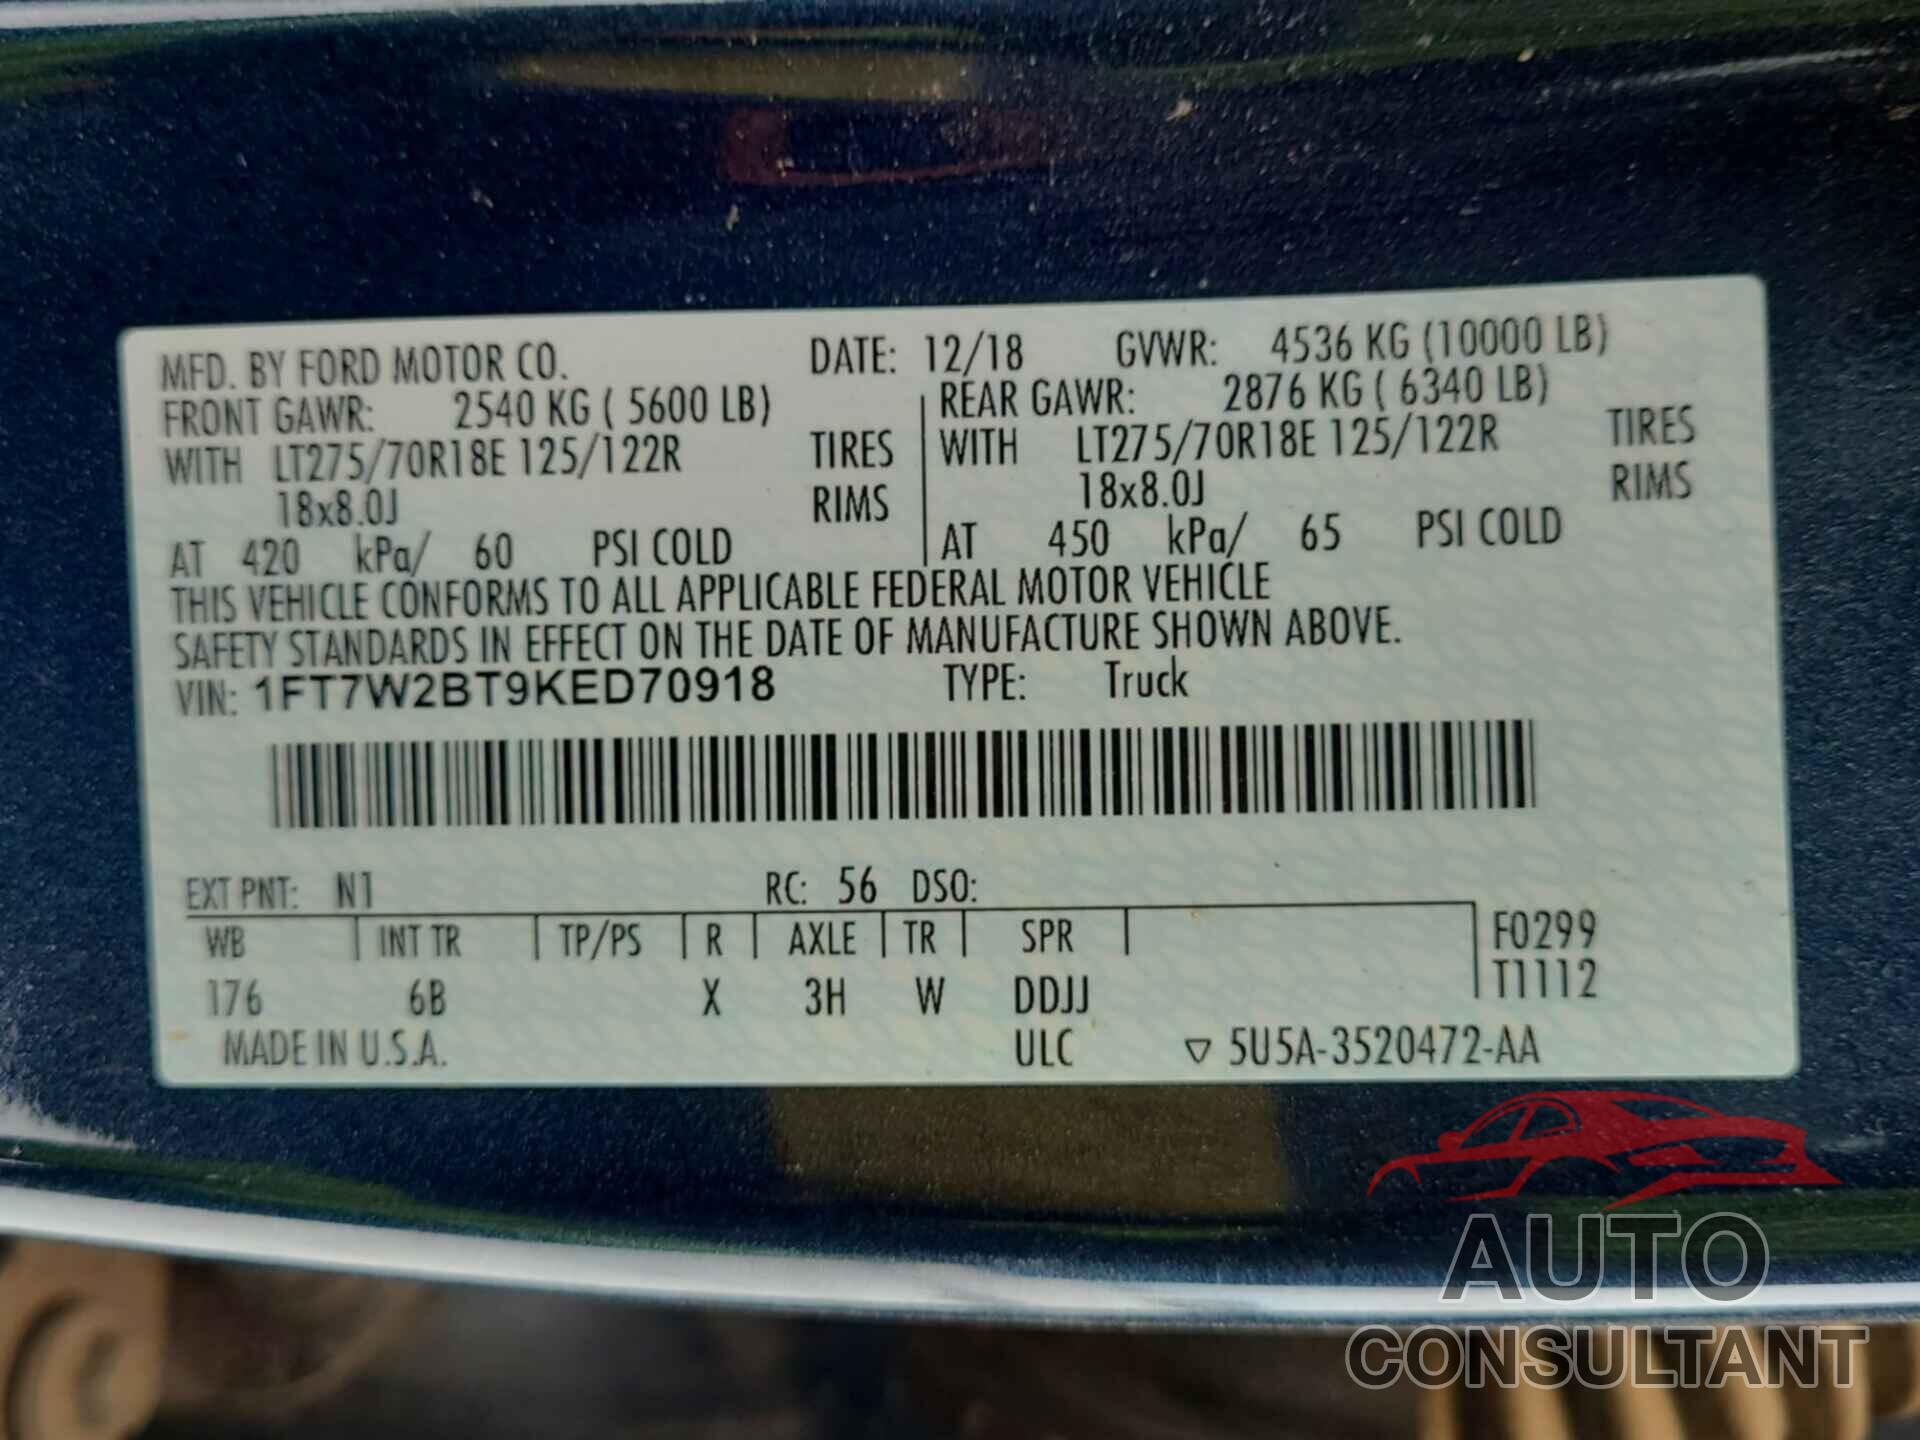 MFD. BY FORD MOTOR CO. DATE: 12/18 GVWR: 4536 KG (10000 LB)
FRONT GAWR: 2540 KG ( 5600 LB) REAR GAWR: 2876 KG ( 6340 LB)
WITH LT275/70R18E 125/122R TIRES WITH LT275/70R18E 125/122R TIRES
18x8.0J RIMS 18x8.0J RIMS
AT 420 kPa/ 60 PSI COLD AT 450 kPa/ 65 PSI COLD
THIS VEHICLE CONFORMS TO ALL APPLICABLE FEDERAL MOTOR VEHICLE
SAFETY STANDARDS IN EFFECT ON THE DATE OF MANUFACTURE SHOWN ABOVE.
VIN: 1FT7W2BT9KED70918 TYPE: Truck
EXT PNT: N1 RC: 56 DSO:
WB INT TR TP/PS R AXLE TR SPR F0299
T1112
176 6B X 3H W DDJJ
MADE IN U.S.A. ULC ▽ 5U5A-3520472-AA
AUTO
CONSULTANT